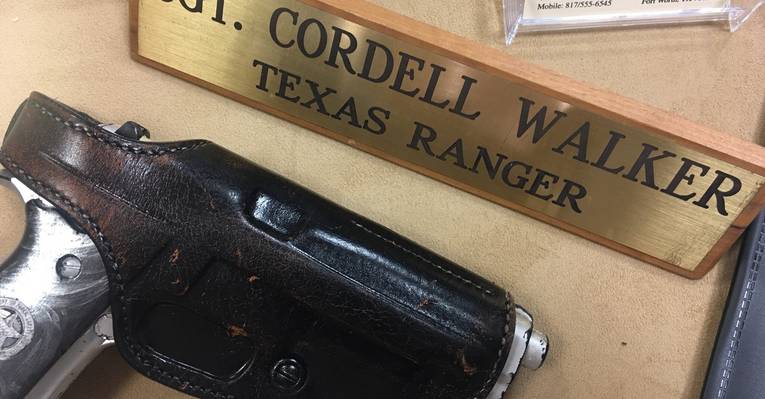 Mobile: 817/555-6545
SGT. CORDELL WALKER
TEXAS RANGER